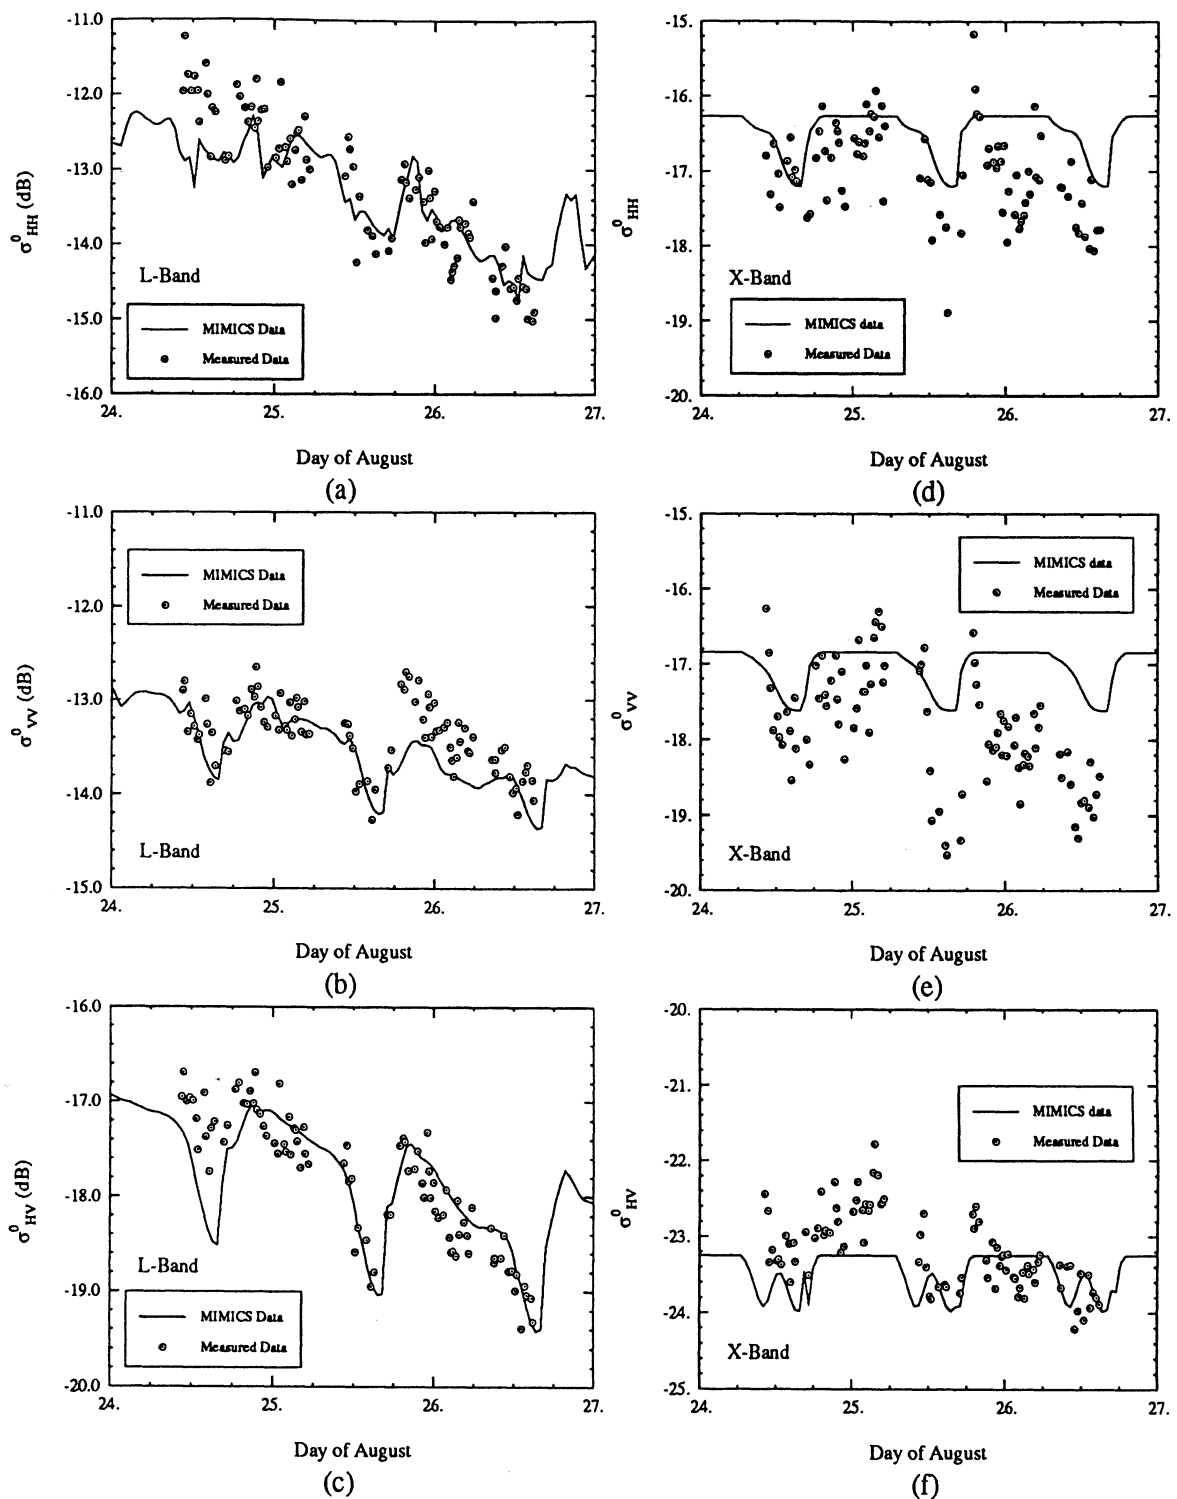 -11.0
-12.0
-13.0
-14.0
-15.0
-16.0
σ⁰HH (dB)
L-Band
MIMICS Data
Measured Data
24. 25. 26. 27.
Day of August
(a)
-15.
-16.
-17.
-18.
-19.
-20.
σ⁰HH
X-Band
MIMICS data
Measured Data
24. 25. 26. 27.
Day of August
(d)
-11.0
-12.0
-13.0
-14.0
-15.0
σ⁰VV (dB)
MIMICS Data
Measured Data
L-Band
24. 25. 26. 27.
Day of August
(b)
-15.
-16.
-17.
-18.
-19.
-20.
σ⁰VV
MIMICS data
Measured Data
X-Band
24. 25. 26. 27.
Day of August
(e)
-16.0
-17.0
-18.0
-19.0
-20.0
σ⁰HV (dB)
L-Band
MIMICS Data
Measured Data
24. 25. 26. 27.
Day of August
(c)
-20.
-21.
-22.
-23.
-24.
-25.
σ⁰HV
MIMICS data
Measured Data
X-Band
24. 25. 26. 27.
Day of August
(f)